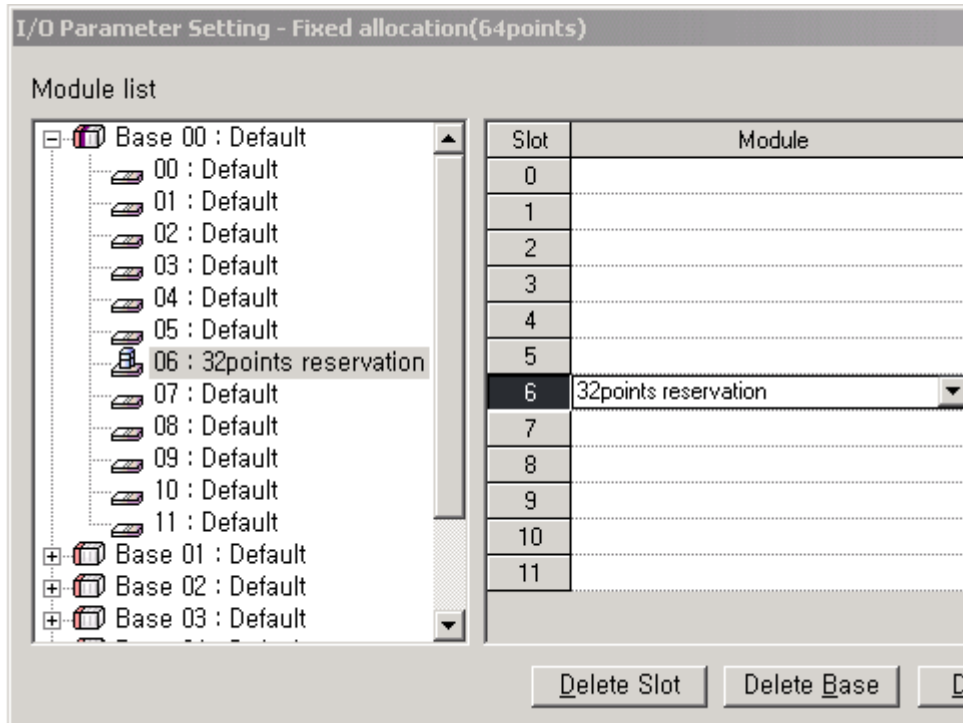 I/O Parameter Setting - Fixed allocation(64points)
Module list
Base 00 : Default
00 : Default
01 : Default
02 : Default
03 : Default
04 : Default
05 : Default
06 : 32points reservation
07 : Default
08 : Default
09 : Default
10 : Default
11 : Default
Base 01 : Default
Base 02 : Default
Base 03 : Default
Slot Module
0
1
2
3
4
5
6 32points reservation
7
8
9
10
11
Delete Slot Delete Base D